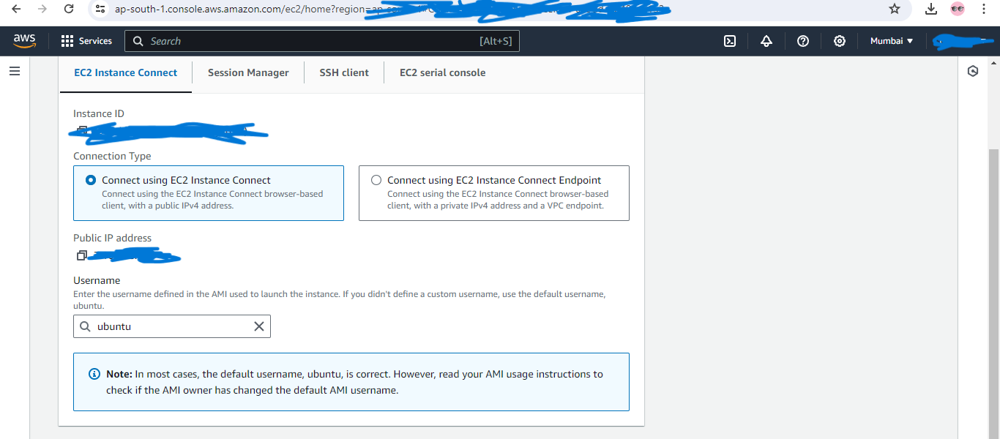 ap-south-1.console.aws.amazon.com/ec2/home?region=ap-
aws
Services
Search
[Alt+S]
Mumbai
EC2 Instance Connect
Session Manager
SSH client
EC2 serial console
Instance ID
Connection Type
Connect using EC2 Instance Connect
Connect using the EC2 Instance Connect browser-based
client, with a public IPv4 address.
Connect using EC2 Instance Connect Endpoint
Connect using the EC2 Instance Connect browser-based
client, with a private IPv4 address and a VPC endpoint.
Public IP address
Username
Enter the username defined in the AMI used to launch the instance. If you didn't define a custom username, use the default username,
ubuntu.
ubuntu
Note: In most cases, the default username, ubuntu, is correct. However, read your AMI usage instructions to
check if the AMI owner has changed the default AMI username.